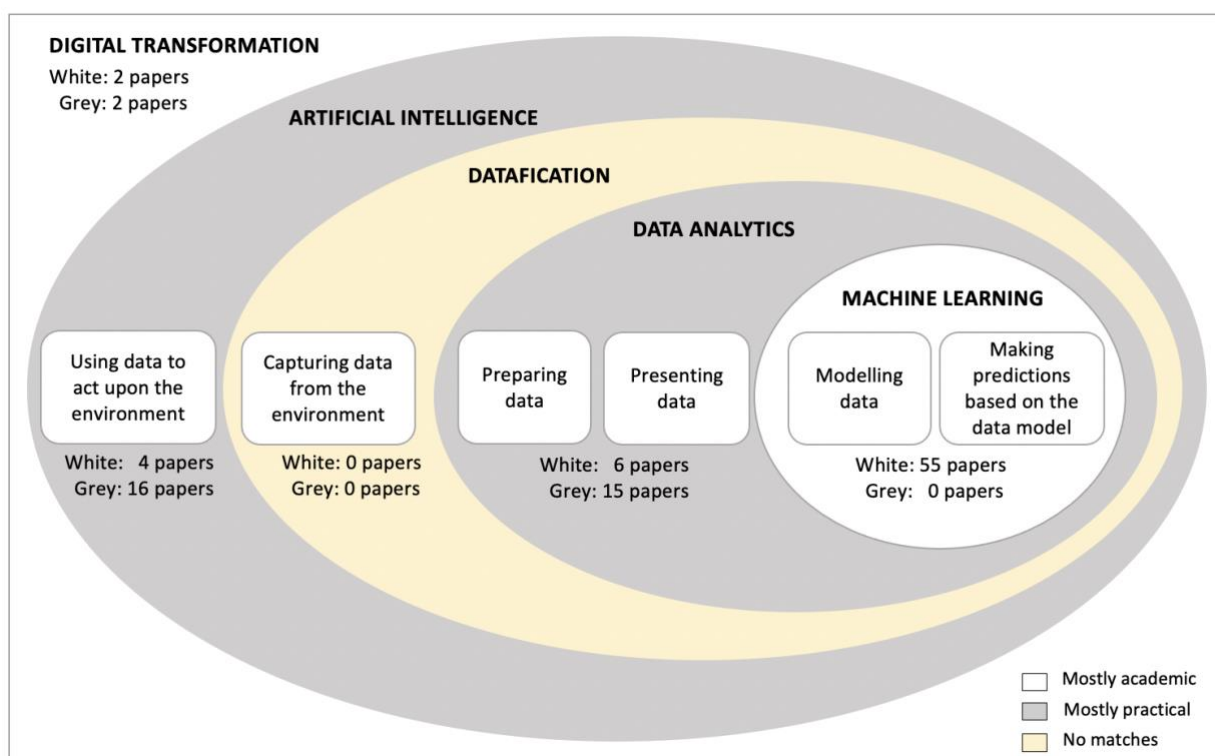 DIGITAL TRANSFORMATION
White: 2 papers
Grey: 2 papers
ARTIFICIAL INTELLIGENCE
DATAFICATION
DATA ANALYTICS
MACHINE LEARNING
Using data to
act upon the
environment
White: 4 papers
Grey: 16 papers
Capturing data
from the
environment
White: 0 papers
Grey: 0 papers
Preparing
data
Presenting
data
White: 6 papers
Grey: 15 papers
Modelling
data
Making
predictions
based on the
data model
White: 55 papers
Grey: 0 papers
Mostly academic
Mostly practical
No matches